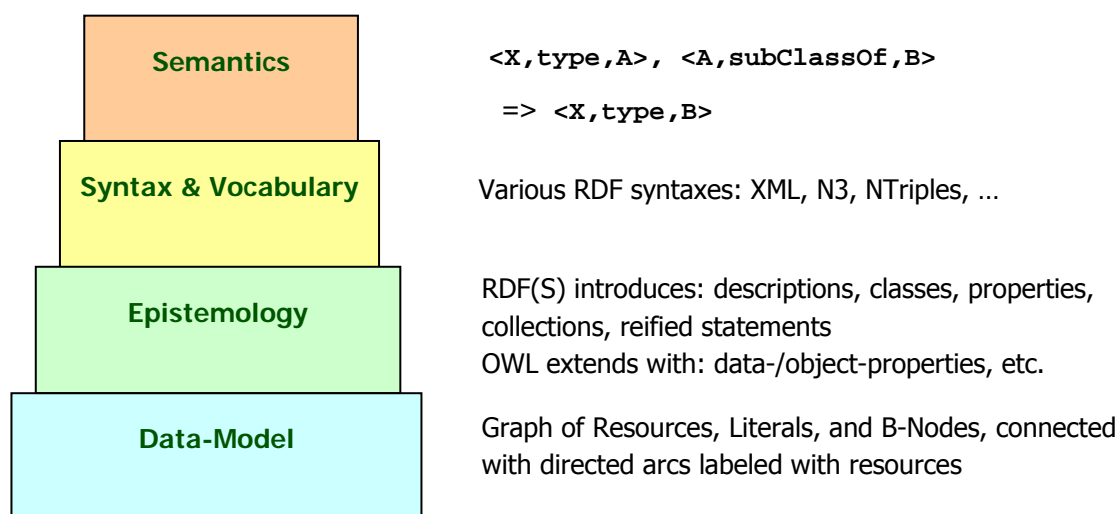 Semantics
<X,type,A>, <A,subClassOf,B>
=> <X,type,B>
Syntax & Vocabulary
Various RDF syntaxes: XML, N3, NTriples, …
Epistemology
RDF(S) introduces: descriptions, classes, properties,
collections, reified statements
OWL extends with: data-/object-properties, etc.
Data-Model
Graph of Resources, Literals, and B-Nodes, connected
with directed arcs labeled with resources